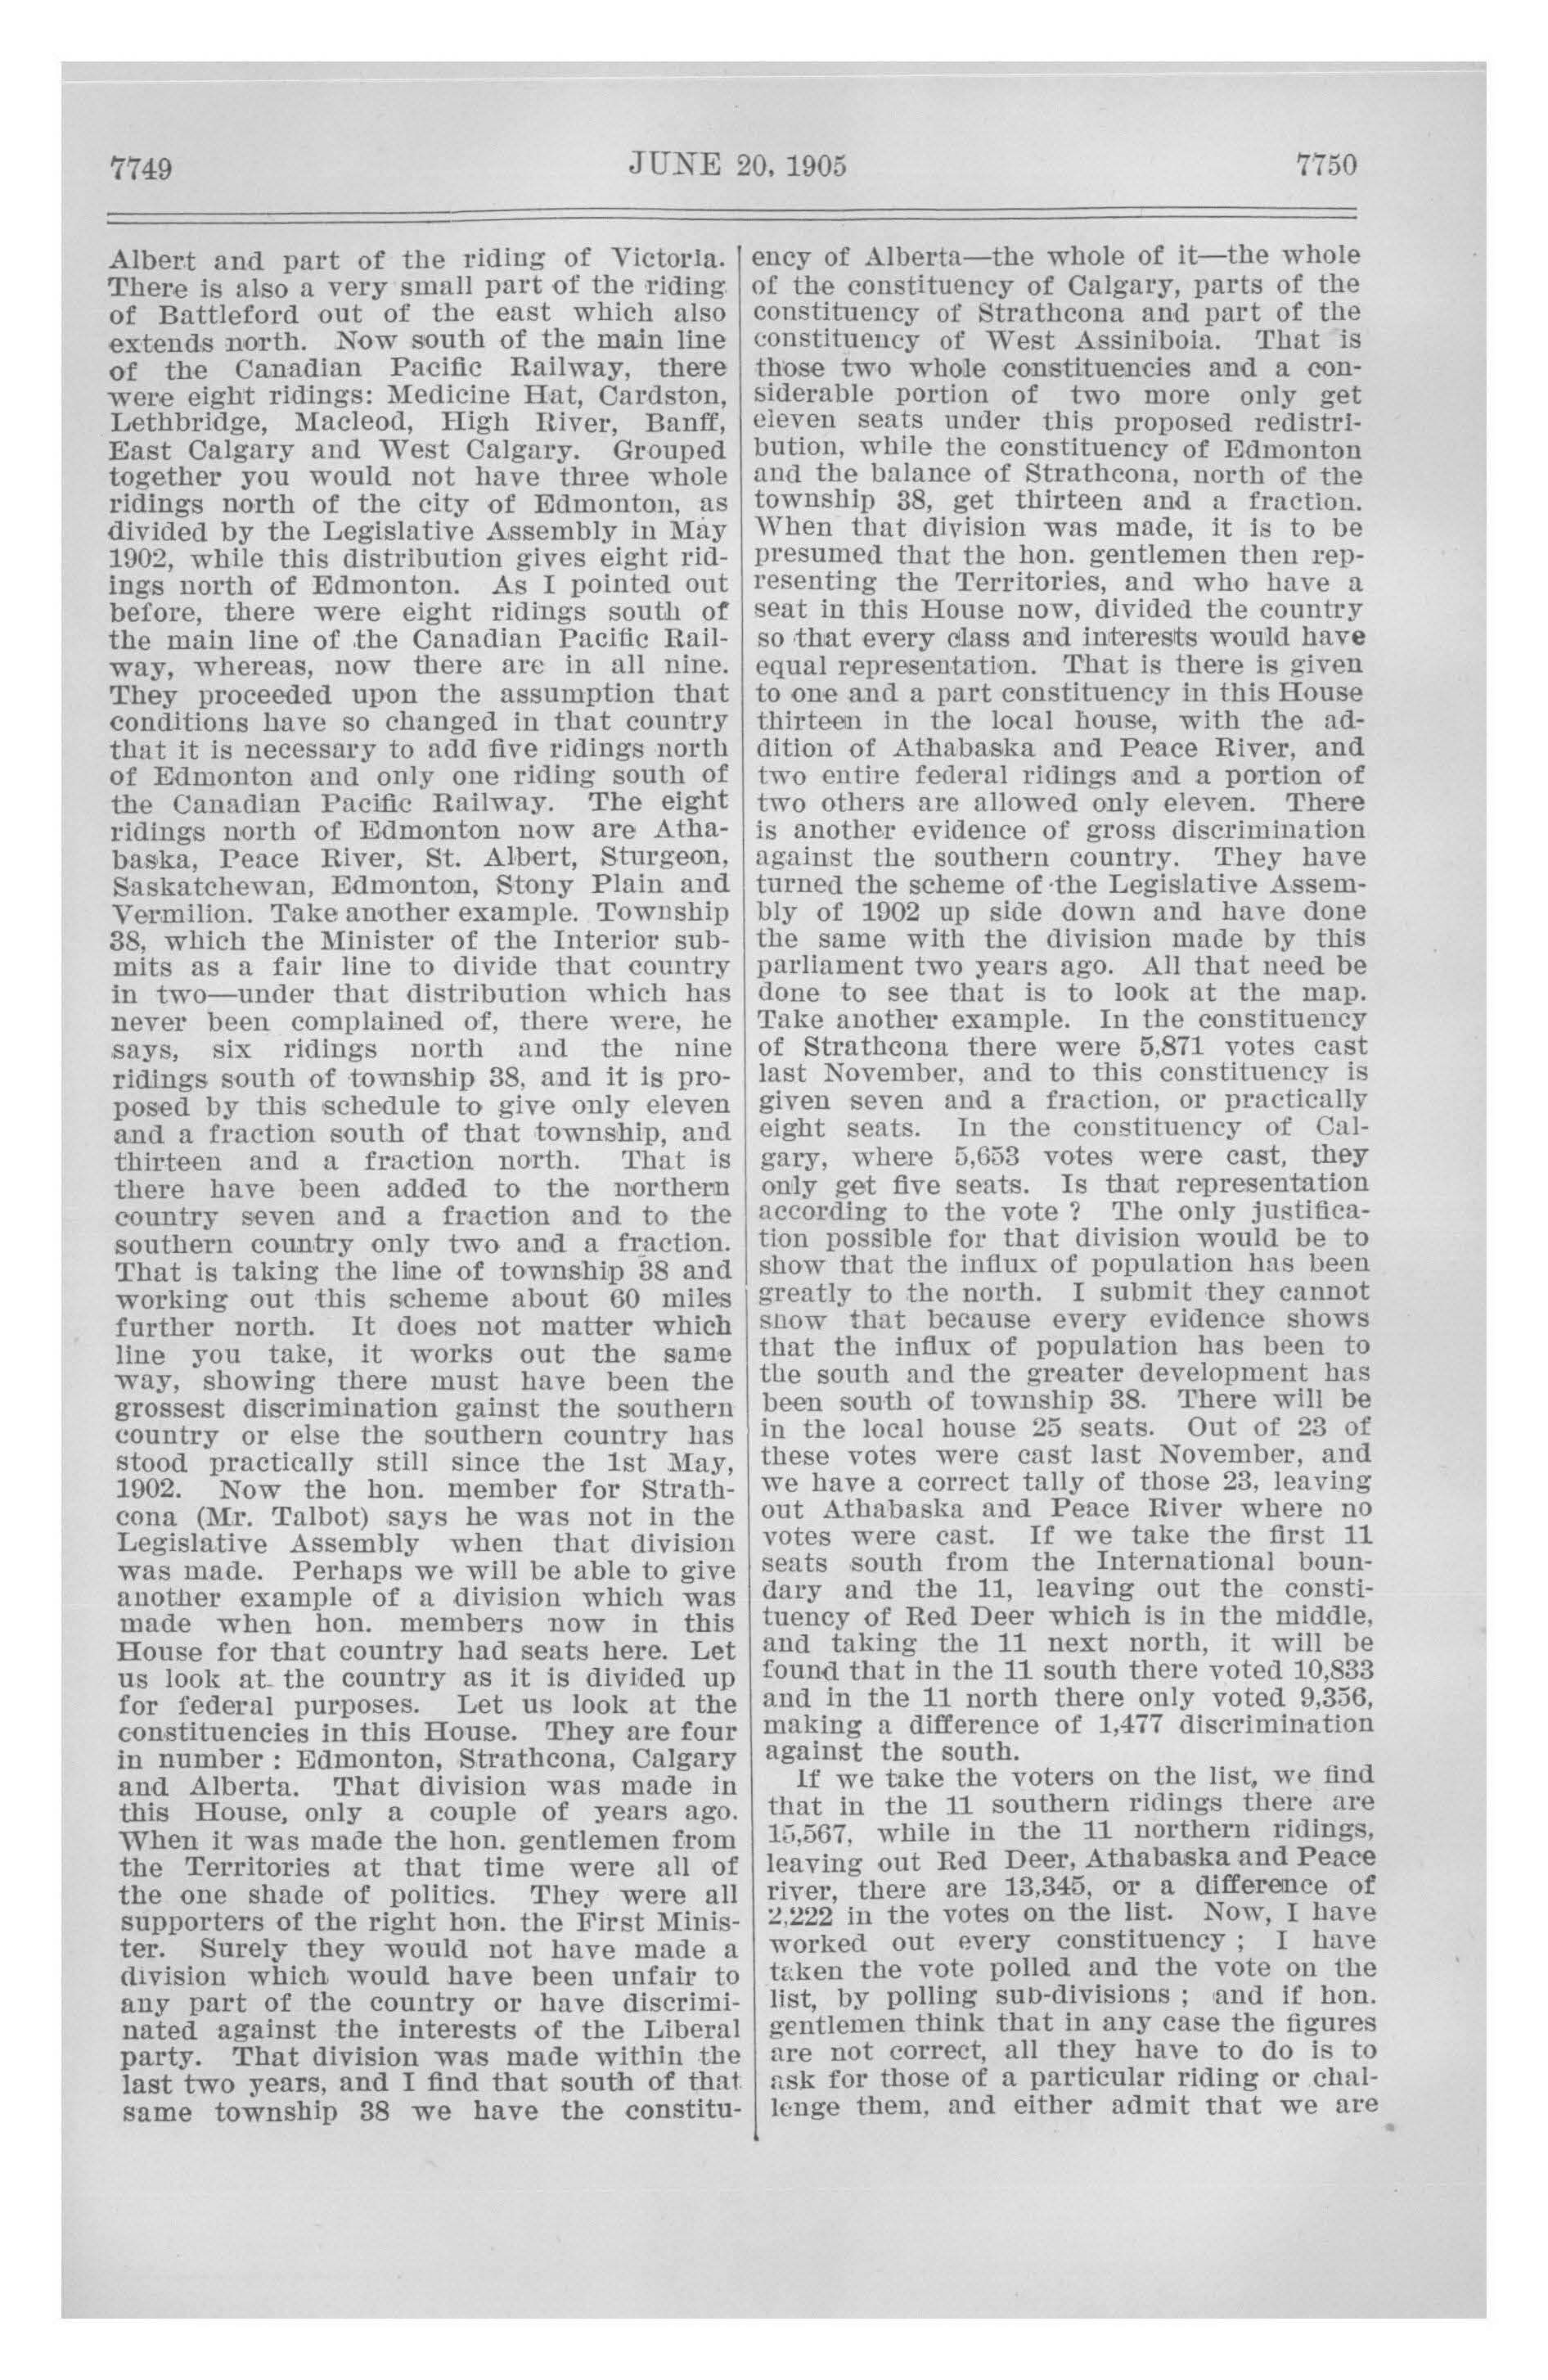 7749
JUNE 20, 1905
7750
Albert and part of the riding of Victoria.
There is also a very small part of the riding
of Battleford out of the east which also
extends north. Now south of the main line
of the Canadian Pacific Railway, there
were eight ridings: Medicine Hat, Cardston,
Lethbridge, Macleod, High River, Banff,
East Calgary and West Calgary. Grouped
together you would not have three whole
ridings north of the city of Edmonton, as
divided by the Legislative Assembly in May
1902, while this distribution gives eight rid-
ings north of Edmonton. As I pointed out
before, there were eight ridings south of
the main line of the Canadian Pacific Rail-
way, whereas, now there are in all nine.
They proceeded upon the assumption that
conditions have so changed in that country
that it is necessary to add five ridings north
of Edmonton and only one riding south of
the Canadian Pacific Railway. The eight
ridings north of Edmonton now are Atha-
baska, Peace River, St. Albert, Sturgeon,
Saskatchewan, Edmonton, Stony Plain and
Vermilion. Take another example. Township
38, which the Minister of the Interior sub-
mits as a fair line to divide that country
in two—under that distribution which has
never been complained of, there were, he
says, six ridings north and the nine
ridings south of township 38, and it is pro-
posed by this schedule to give only eleven
and a fraction south of that township, and
thirteen and a fraction north. That is
there have been added to the northern
country seven and a fraction and to the
southern country only two and a fraction.
That is taking the line of township 38 and
working out this scheme about 60 miles
further north. It does not matter which
line you take, it works out the same
way, showing there must have been the
grossest discrimination gainst the southern
country or else the southern country has
stood practically still since the 1st May,
1902. Now the hon. member for Strath-
cona (Mr. Talbot) says he was not in the
Legislative Assembly when that division
was made. Perhaps we will be able to give
another example of a division which was
made when hon. members now in this
House for that country had seats here. Let
us look at the country as it is divided up
for federal purposes. Let us look at the
constituencies in this House. They are four
in number : Edmonton, Strathcona, Calgary
and Alberta. That division was made in
this House, only a couple of years ago.
When it was made the hon. gentlemen from
the Territories at that time were all of
the one shade of politics. They were all
supporters of the right hon. the First Minis-
ter. Surely they would not have made a
division which would have been unfair to
any part of the country or have discrimi-
nated against the interests of the Liberal
party. That division was made within the
last two years, and I find that south of that
same township 38 we have the constitu-
ency of Alberta—the whole of it—the whole
of the constituency of Calgary, parts of the
constituency of Strathcona and part of the
constituency of West Assiniboia. That is
those two whole constituencies and a con-
siderable portion of two more only get
eleven seats under this proposed redistri-
bution, while the constituency of Edmonton
and the balance of Strathcona, north of the
township 38, get thirteen and a fraction.
When that division was made, it is to be
presumed that the hon. gentlemen then rep-
resenting the Territories, and who have a
seat in this House now, divided the country
so that every class and interests would have
equal representation. That is there is given
to one and a part constituency in this House
thirteen in the local house, with the ad-
dition of Athabaska and Peace River, and
two entire federal ridings and a portion of
two others are allowed only eleven. There
is another evidence of gross discrimination
against the southern country. They have
turned the scheme of the Legislative Assem-
bly of 1902 up side down and have done
the same with the division made by this
parliament two years ago. All that need be
done to see that is to look at the map.
Take another example. In the constituency
of Strathcona there were 5,871 votes cast
last November, and to this constituency is
given seven and a fraction, or practically
eight seats. In the constituency of Cal-
gary, where 5,653 votes were cast, they
only get five seats. Is that representation
according to the vote ? The only justifica-
tion possible for that division would be to
show that the influx of population has been
greatly to the north. I submit they cannot
snow that because every evidence shows
that the influx of population has been to
the south and the greater development has
been south of township 38. There will be
in the local house 25 seats. Out of 23 of
these votes were cast last November, and
we have a correct tally of those 23, leaving
out Athabaska and Peace River where no
votes were cast. If we take the first 11
seats south from the International boun-
dary and the 11, leaving out the consti-
tuency of Red Deer which is in the middle,
and taking the 11 next north, it will be
found that in the 11 south there voted 10,833
and in the 11 north there only voted 9,356,
making a difference of 1,477 discrimination
against the south.
If we take the voters on the list, we find
that in the 11 southern ridings there are
15,567, while in the 11 northern ridings,
leaving out Red Deer, Athabaska and Peace
river, there are 13,345, or a difference of
2,222 in the votes on the list. Now, I have
worked out every constituency ; I have
taken the vote polled and the vote on the
list, by polling sub-divisions ; and if hon.
gentlemen think that in any case the figures
are not correct, all they have to do is to
ask for those of a particular riding or chal-
lenge them, and either admit that we are